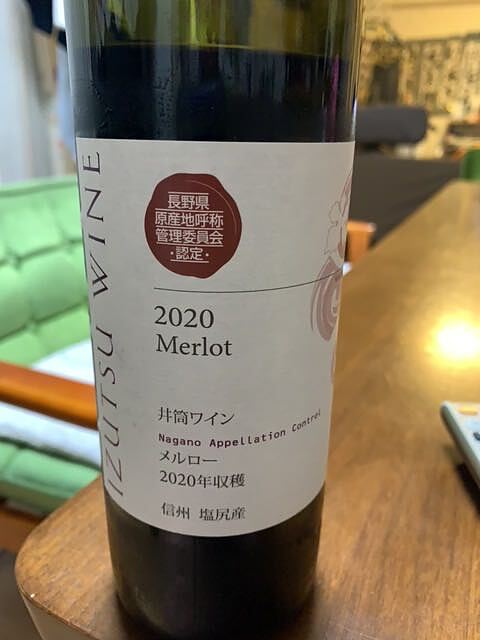 IZUTSU WINE
長野県
原産地呼称
管理委員会
・認定・
2020
Merlot
井筒ワイン
Nagano Appellation Control
メルロー
2020年収穫
信州 塩尻産